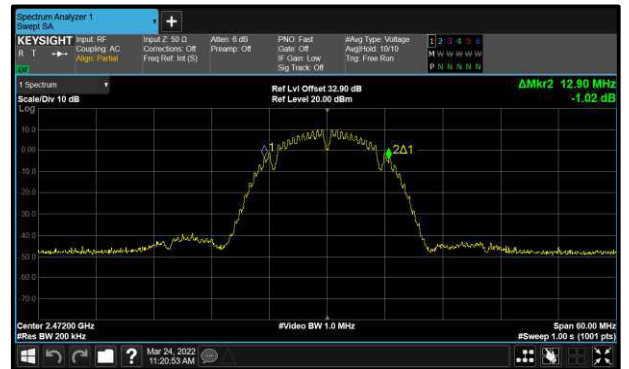 Spectrum Analyzer 1
Swept SA
+
KEYSIGHT
R T
LXI
Input: RF
Coupling: AC
Align: Partial
Input Z: 50 Ω
Corrections: Off
Freq Ref: Int (S)
Atten: 6 dB
Preamp: Off
PNO: Fast
Gate: Off
IF Gain: Low
Sig Track: Off
#Avg Type: Voltage
Avg|Hold: 10/10
Trig: Free Run
1 2 3 4 5 6
M W W W W W
P N N N N N
1 Spectrum
Scale/Div 10 dB
Ref Lvl Offset 32.90 dB
Ref Level 20.00 dBm
ΔMkr2 12.90 MHz
-1.02 dB
Log
10.0
0.00
-10.0
-20.0
-30.0
-40.0
-50.0
-60.0
-70.0
1
2Δ1
Center 2.47200 GHz
#Res BW 200 kHz
#Video BW 1.0 MHz
Span 60.00 MHz
#Sweep 1.00 s (1001 pts)
?
Mar 24, 2022
11:20:53 AM